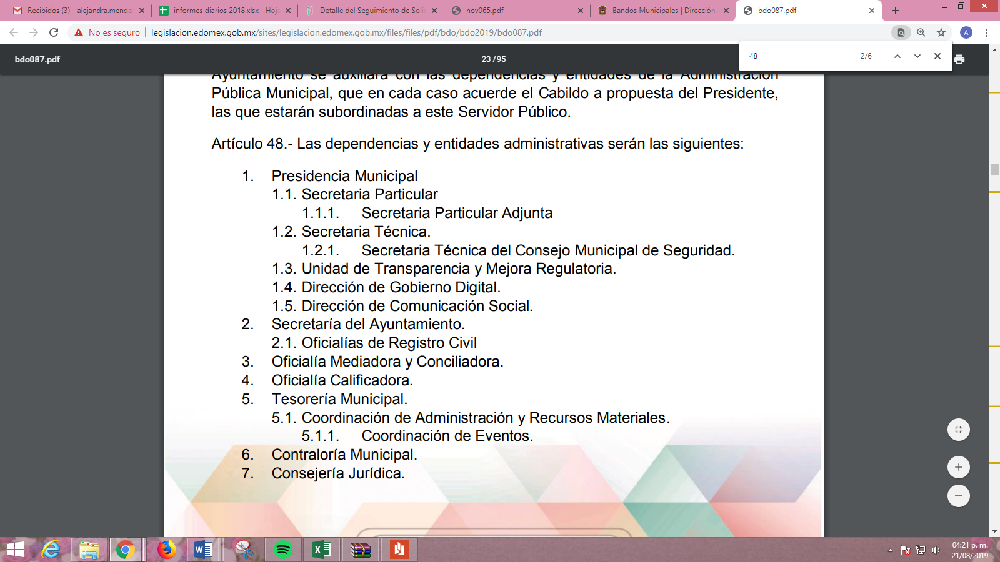 Recibidos (3) - alejandra.mendo
informes diarios 2018.xlsx - Hoja
Detalle del Seguimiento de Solic
nov065.pdf
Bandos Municipales | Dirección
bdo087.pdf
No es seguro
legislacion.edomex.gob.mx/sites/legislacion.edomex.gob.mx/files/files/pdf/bdo/bdo2019/bdo087.pdf
A
bdo087.pdf
23 / 95
48
2/6
Ayuntamiento se auxiliará con las dependencias y entidades de la Administración
Pública Municipal, que en cada caso acuerde el Cabildo a propuesta del Presidente,
las que estarán subordinadas a este Servidor Público.
Artículo 48.- Las dependencias y entidades administrativas serán las siguientes:
1. Presidencia Municipal
1.1. Secretaria Particular
1.1.1. Secretaria Particular Adjunta
1.2. Secretaria Técnica.
1.2.1. Secretaria Técnica del Consejo Municipal de Seguridad.
1.3. Unidad de Transparencia y Mejora Regulatoria.
1.4. Dirección de Gobierno Digital.
1.5. Dirección de Comunicación Social.
2. Secretaría del Ayuntamiento.
2.1. Oficialías de Registro Civil
3. Oficialía Mediadora y Conciliadora.
4. Oficialía Calificadora.
5. Tesorería Municipal.
5.1. Coordinación de Administración y Recursos Materiales.
5.1.1. Coordinación de Eventos.
6. Contraloría Municipal.
7. Consejería Jurídica.
04:21 p. m.
21/08/2019